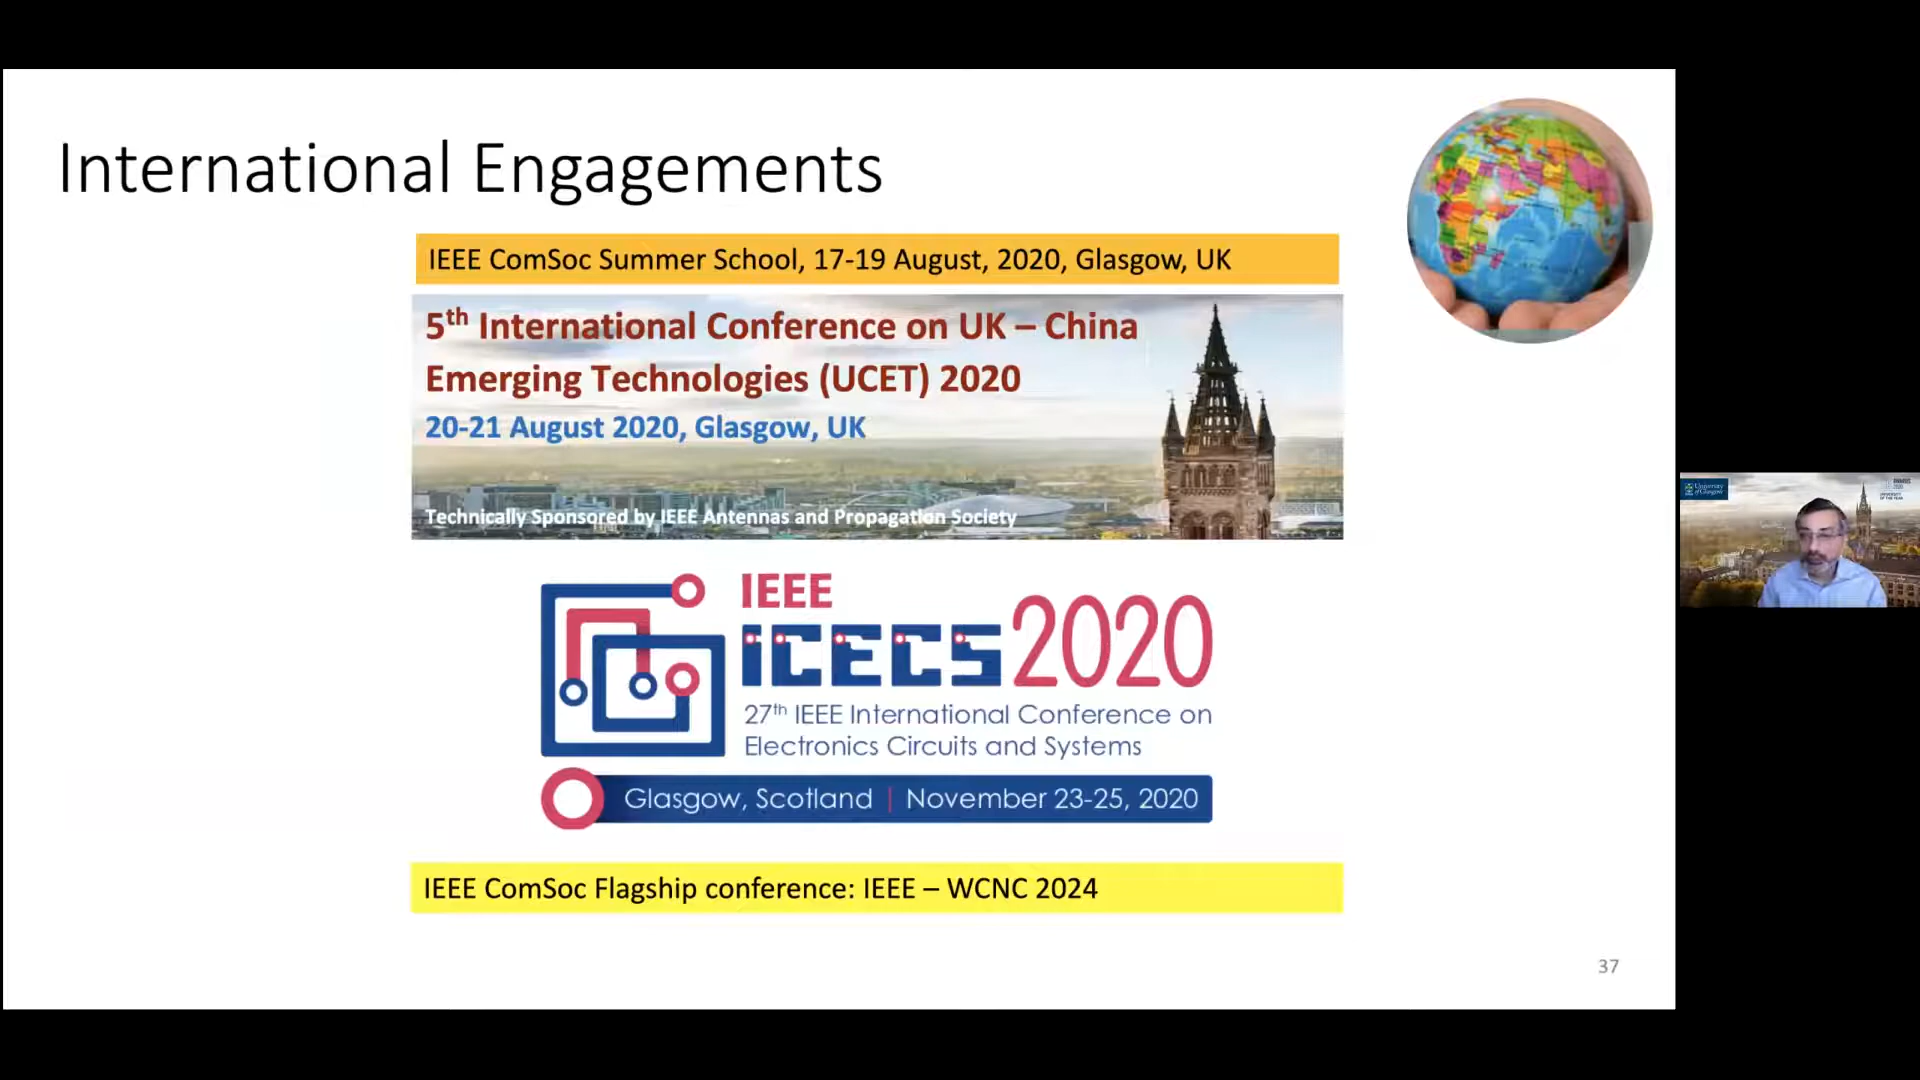 International Engagements
IEEE ComSoc Summer School, 17-19 August, 2020, Glasgow, UK
5th International Conference on UK – China
Emerging Technologies (UCET) 2020
20-21 August 2020, Glasgow, UK
Technically Sponsored by IEEE Antennas and Propagation Society
IEEE
ICECS 2020
27th IEEE International Conference on
Electronics Circuits and Systems
Glasgow, Scotland | November 23-25, 2020
IEEE ComSoc Flagship conference: IEEE – WCNC 2024
37
University
of Glasgow